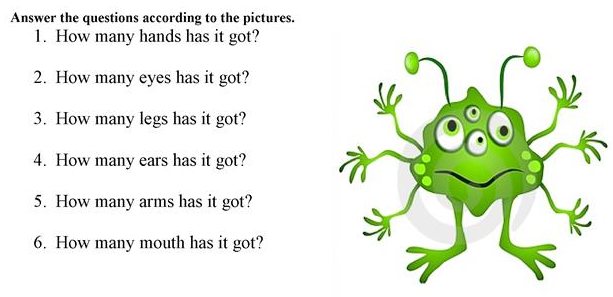 Answer the questions according to the pictures.
1. How many hands has it got?
2. How many eyes has it got?
3. How many legs has it got?
4. How many ears has it got?
5. How many arms has it got?
6. How many mouth has it got?